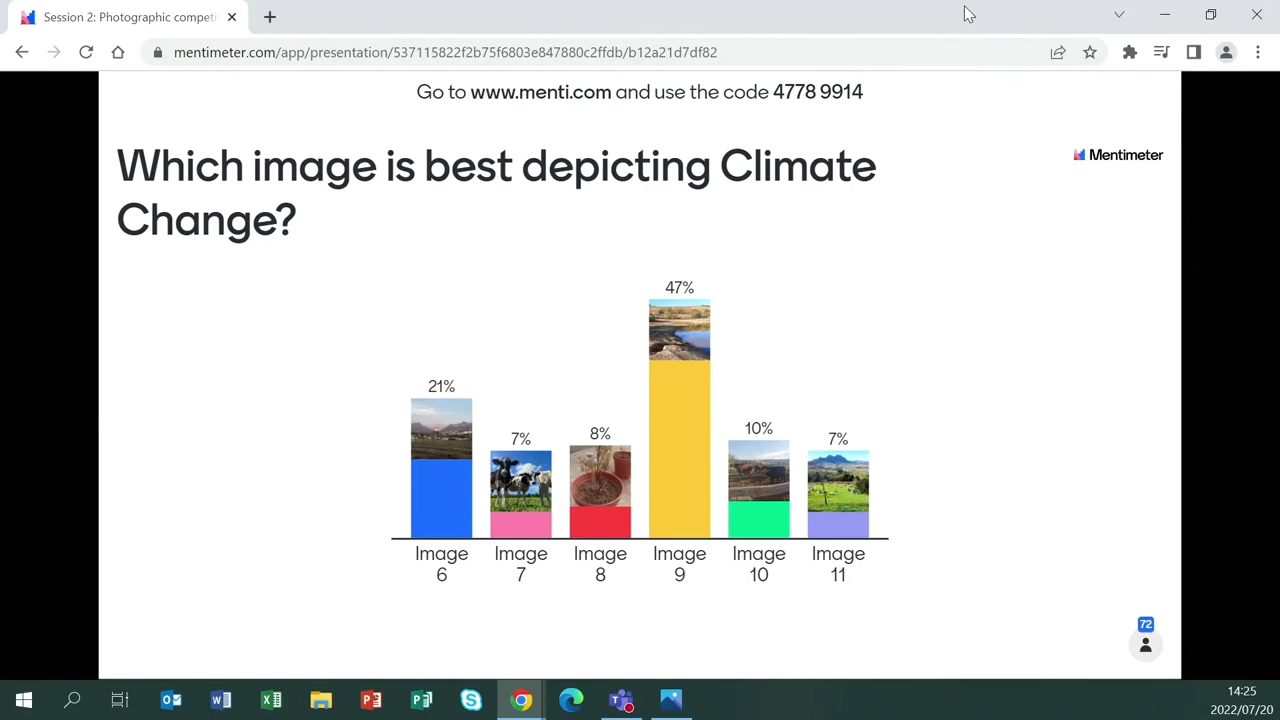 Session 2: Photographic competi
mentimeter.com/app/presentation/537115822f2b75f6803e847880c2ffdb/b12a21d7df82
Go to www.menti.com and use the code 4778 9914
Which image is best depicting Climate
Change?
Mentimeter
47%
21%
7%
8%
10%
7%
Image
6
Image
7
Image
8
Image
9
Image
10
Image
11
72
14:25
2022/07/20